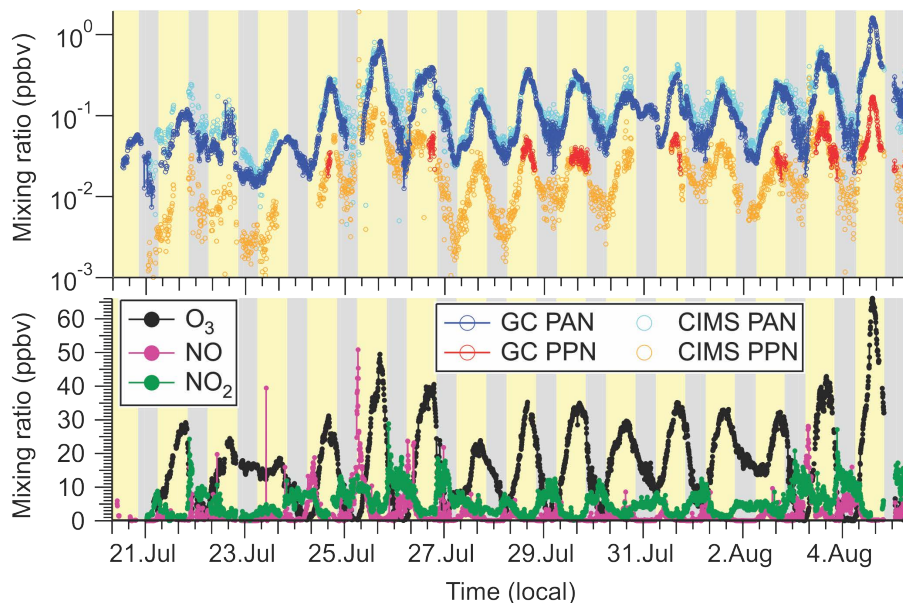 Mixing ratio (ppbv)
10⁰
10⁻¹
10⁻²
10⁻³
Mixing ratio (ppbv)
60
50
40
30
20
10
0
O₃
NO
NO₂
GC PAN CIMS PAN
GC PPN CIMS PPN
21.Jul 23.Jul 25.Jul 27.Jul 29.Jul 31.Jul 2.Aug 4.Aug
Time (local)